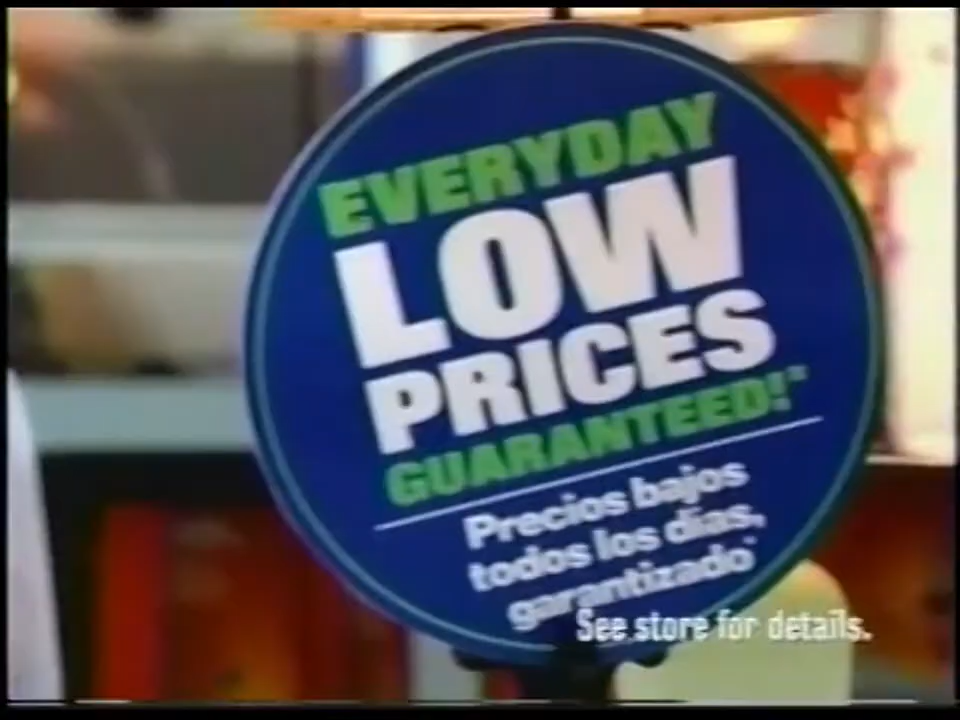 EVERYDAY
LOW
PRICES
GUARANTEED!*
Precios bajos
todos los días,
garantizado*
See store for details.